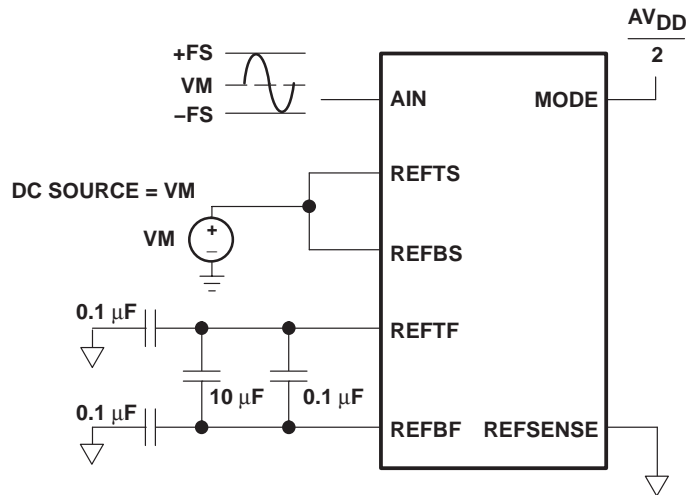 AVDD
2
+FS
VM
–FS
AIN
MODE
REFTS
DC SOURCE = VM
VM
+
–
REFBS
0.1 μF
REFTF
10 μF
0.1 μF
0.1 μF
REFBF
REFSENSE